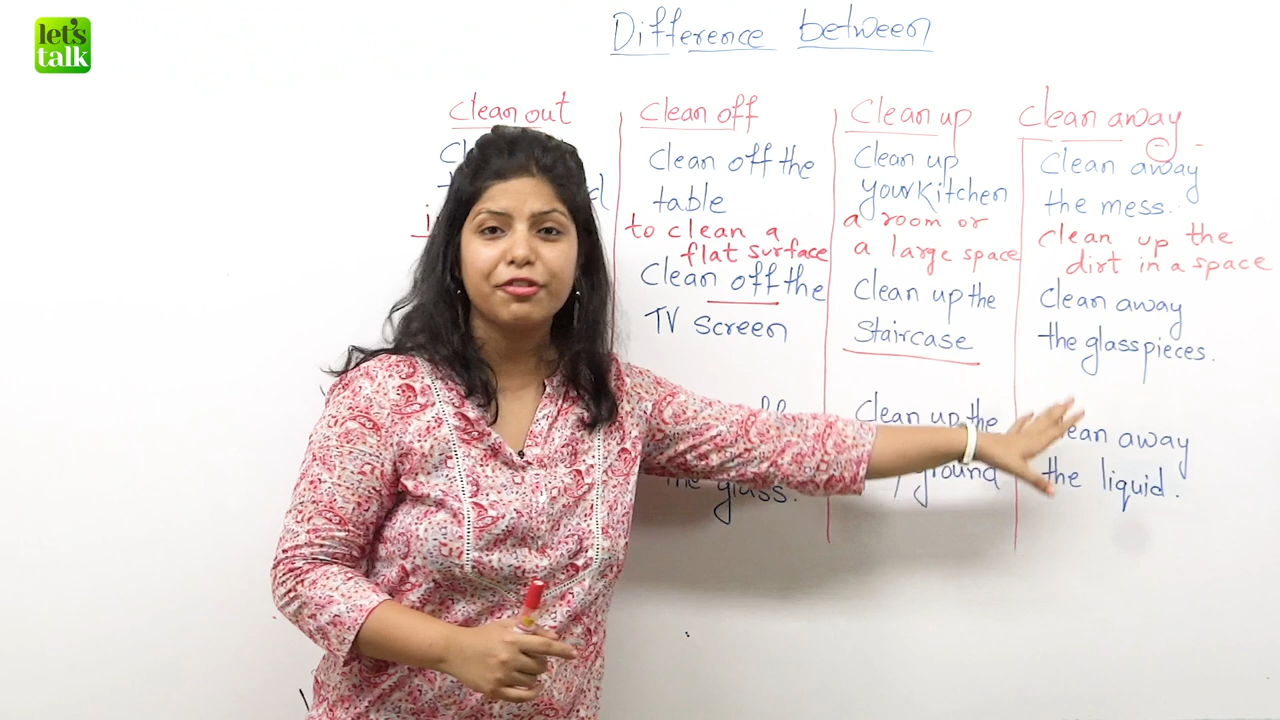 let's
talk
Difference between
Clean out
Clean off
Clean off the
table
to clean a
flat surface
Clean off the
TV screen
the glass.
Clean up
Clean up
your kitchen
a room or
a large space
Clean up the
staircase
Clean up the
ground
Clean away
Clean away
the mess.
clean up the
dirt in a space
Clean away
the glass pieces.
away
the liquid.